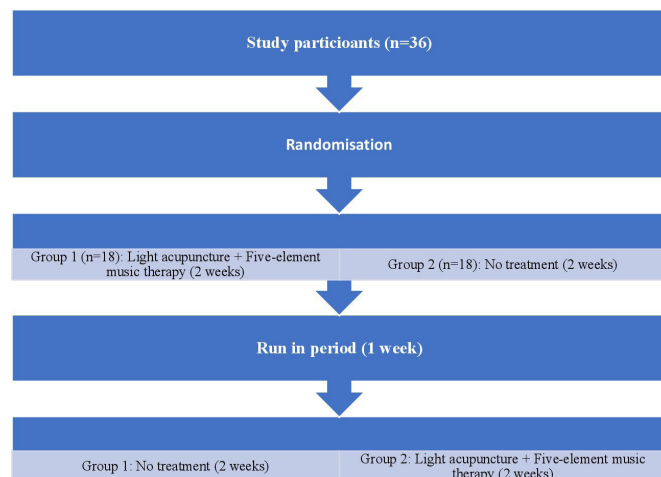 Study particioants (n=36)
Randomisation
Group 1 (n=18): Light acupuncture + Five-element
music therapy (2 weeks)
Group 2 (n=18): No treatment (2 weeks)
Run in period (1 week)
Group 1: No treatment (2 weeks)
Group 2: Light acupuncture + Five-element music
therapy (2 weeks)